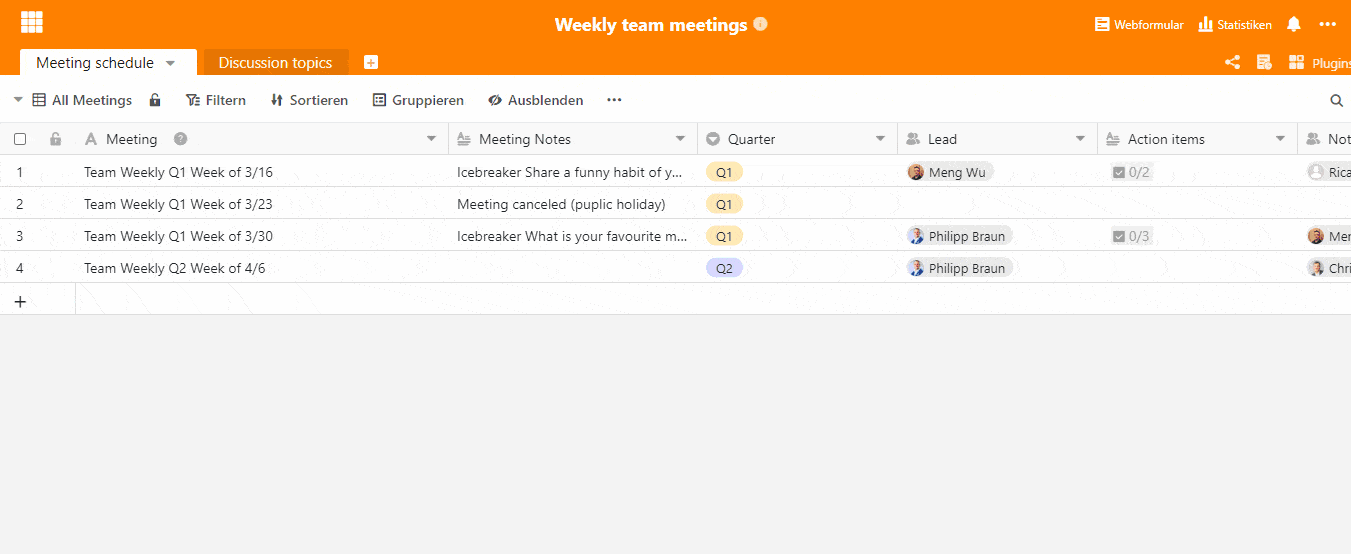 Weekly team meetings
Webformular Statistiken
Meeting schedule Discussion topics Plugins
All Meetings Filtern Sortieren Gruppieren Ausblenden
Meeting Meeting Notes Quarter Lead Action items Not
1 Team Weekly Q1 Week of 3/16 Icebreaker Share a funny habit of y... Q1 Meng Wu 0/2 Rica
2 Team Weekly Q1 Week of 3/23 Meeting canceled (puplic holiday) Q1
3 Team Weekly Q1 Week of 3/30 Icebreaker What is your favourite m... Q1 Philipp Braun 0/3 Mer
4 Team Weekly Q2 Week of 4/6 Q2 Philipp Braun Chri